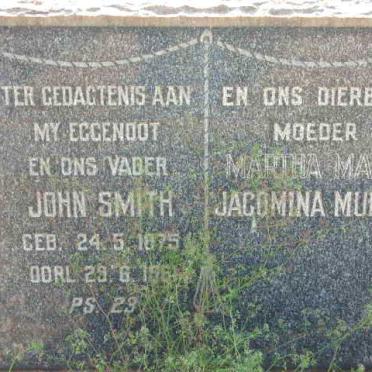 TER GEDAGTENIS AAN
MY EGGENOOT
EN ONS VADER
JOHN SMITH
GEB. 24.5.1875
OORL. 29.6.
PS. 23
EN ONS
MOEDER
MARTHA
JACOMINA